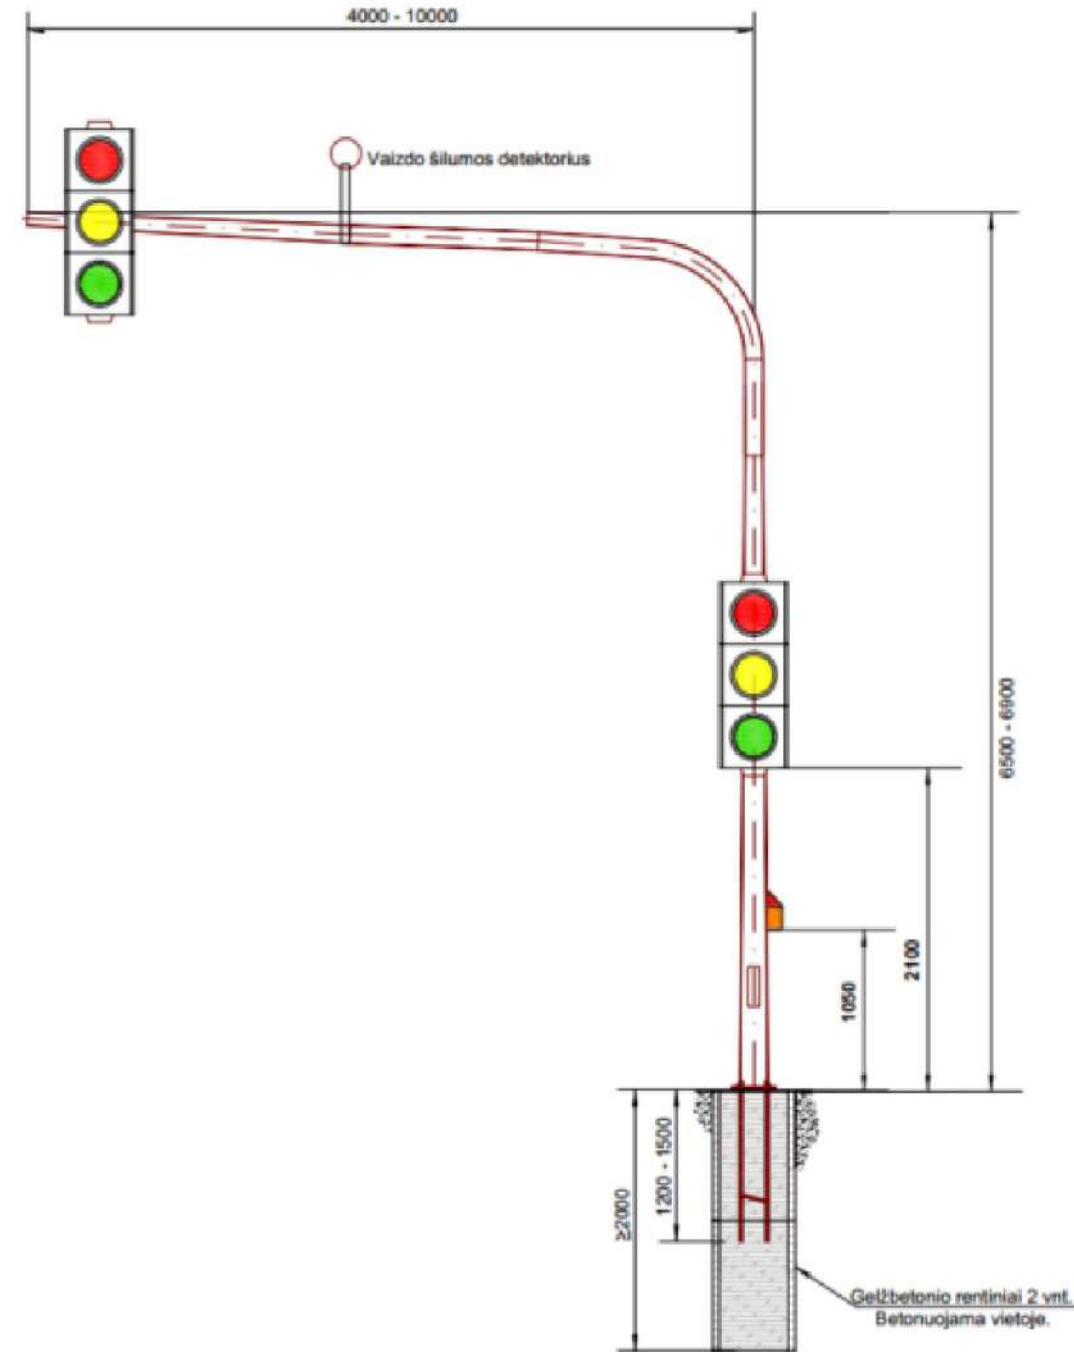 4000 - 10000
Vaizdo šilumos detektorius
6500 - 6900
2100
1050
1200 - 1500
≥2000
Gelžbetonio rentiniai 2 vnt.
Betonuojama vietoje.